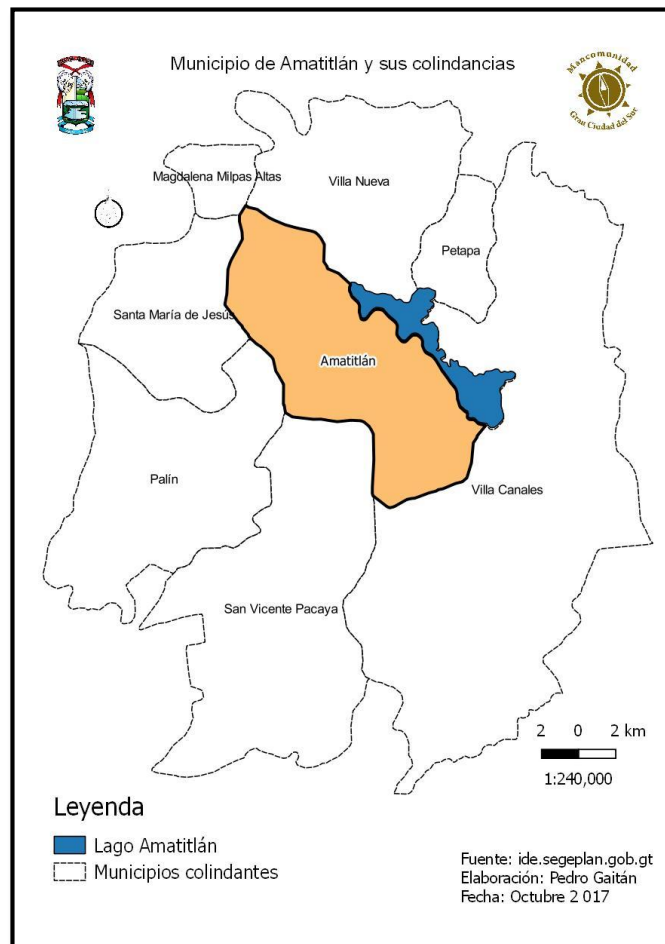 Municipio de Amatitlán y sus colindancias
Mancomunidad
Gran Ciudad del Sur
Magdalena Milpas Altas
Villa Nueva
Petapa
Santa María de Jesús
Amatitlán
Palín
Villa Canales
San Vicente Pacaya
2 0 2 km
1:240,000
Leyenda
Lago Amatitlán
Municipios colindantes
Fuente: ide.segeplan.gob.gt
Elaboración: Pedro Gaitán
Fecha: Octubre 2 017